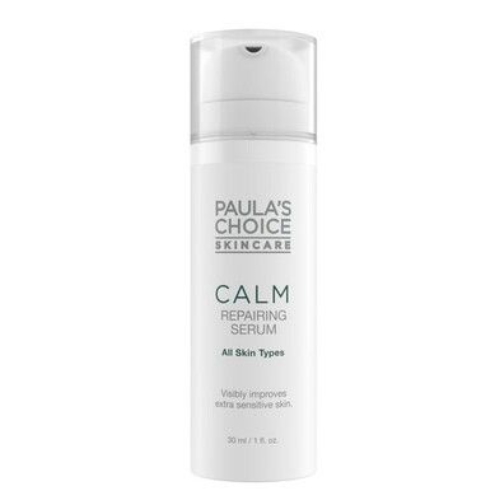 PAULA'S
CHOICE
SKINCARE
CALM
REPAIRING
SERUM
All Skin Types
Visibly improves
extra sensitive skin.
30 ml / 1 fl. oz.